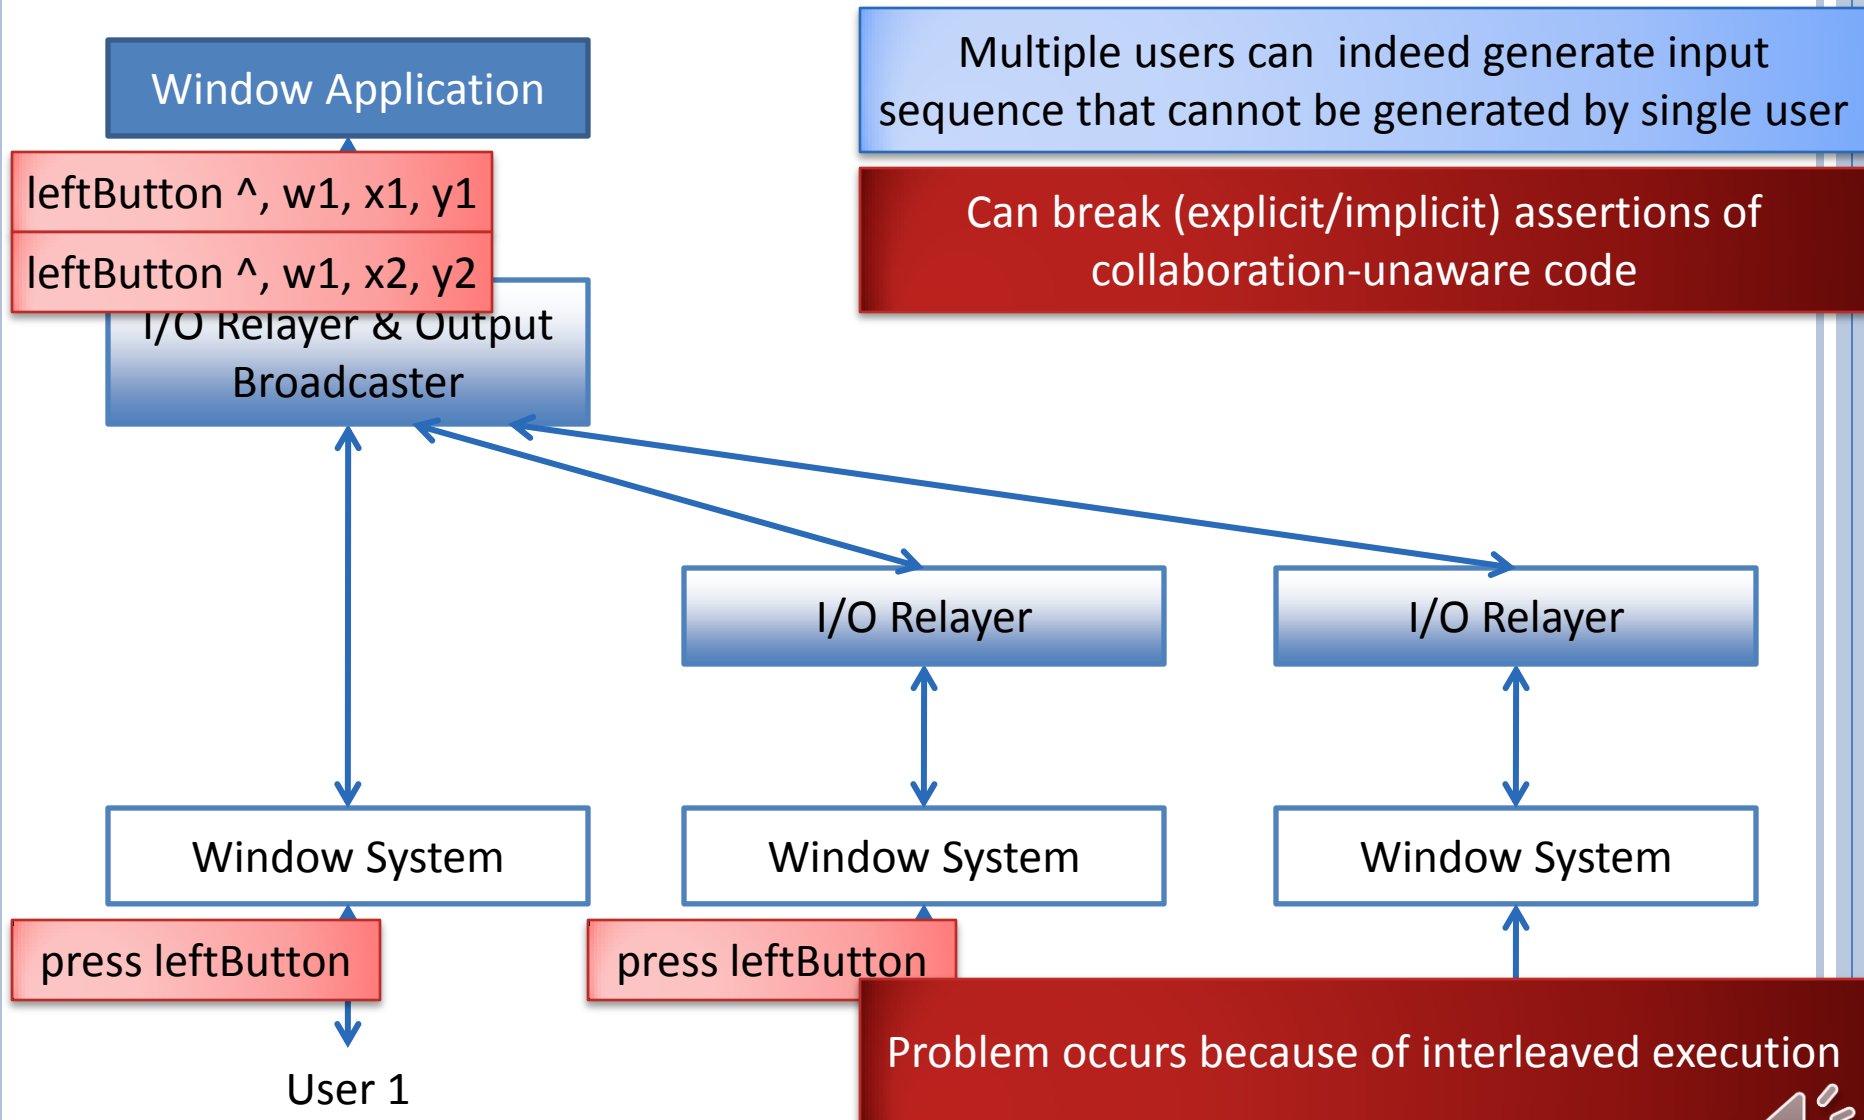 Window Application
leftButton ^, w1, x1, y1
leftButton ^, w1, x2, y2
I/O Relayer & Output
Broadcaster
Multiple users can indeed generate input
sequence that cannot be generated by single user
Can break (explicit/implicit) assertions of
collaboration-unaware code
I/O Relayer
I/O Relayer
Window System
Window System
Window System
press leftButton
press leftButton
Problem occurs because of interleaved execution
User 1